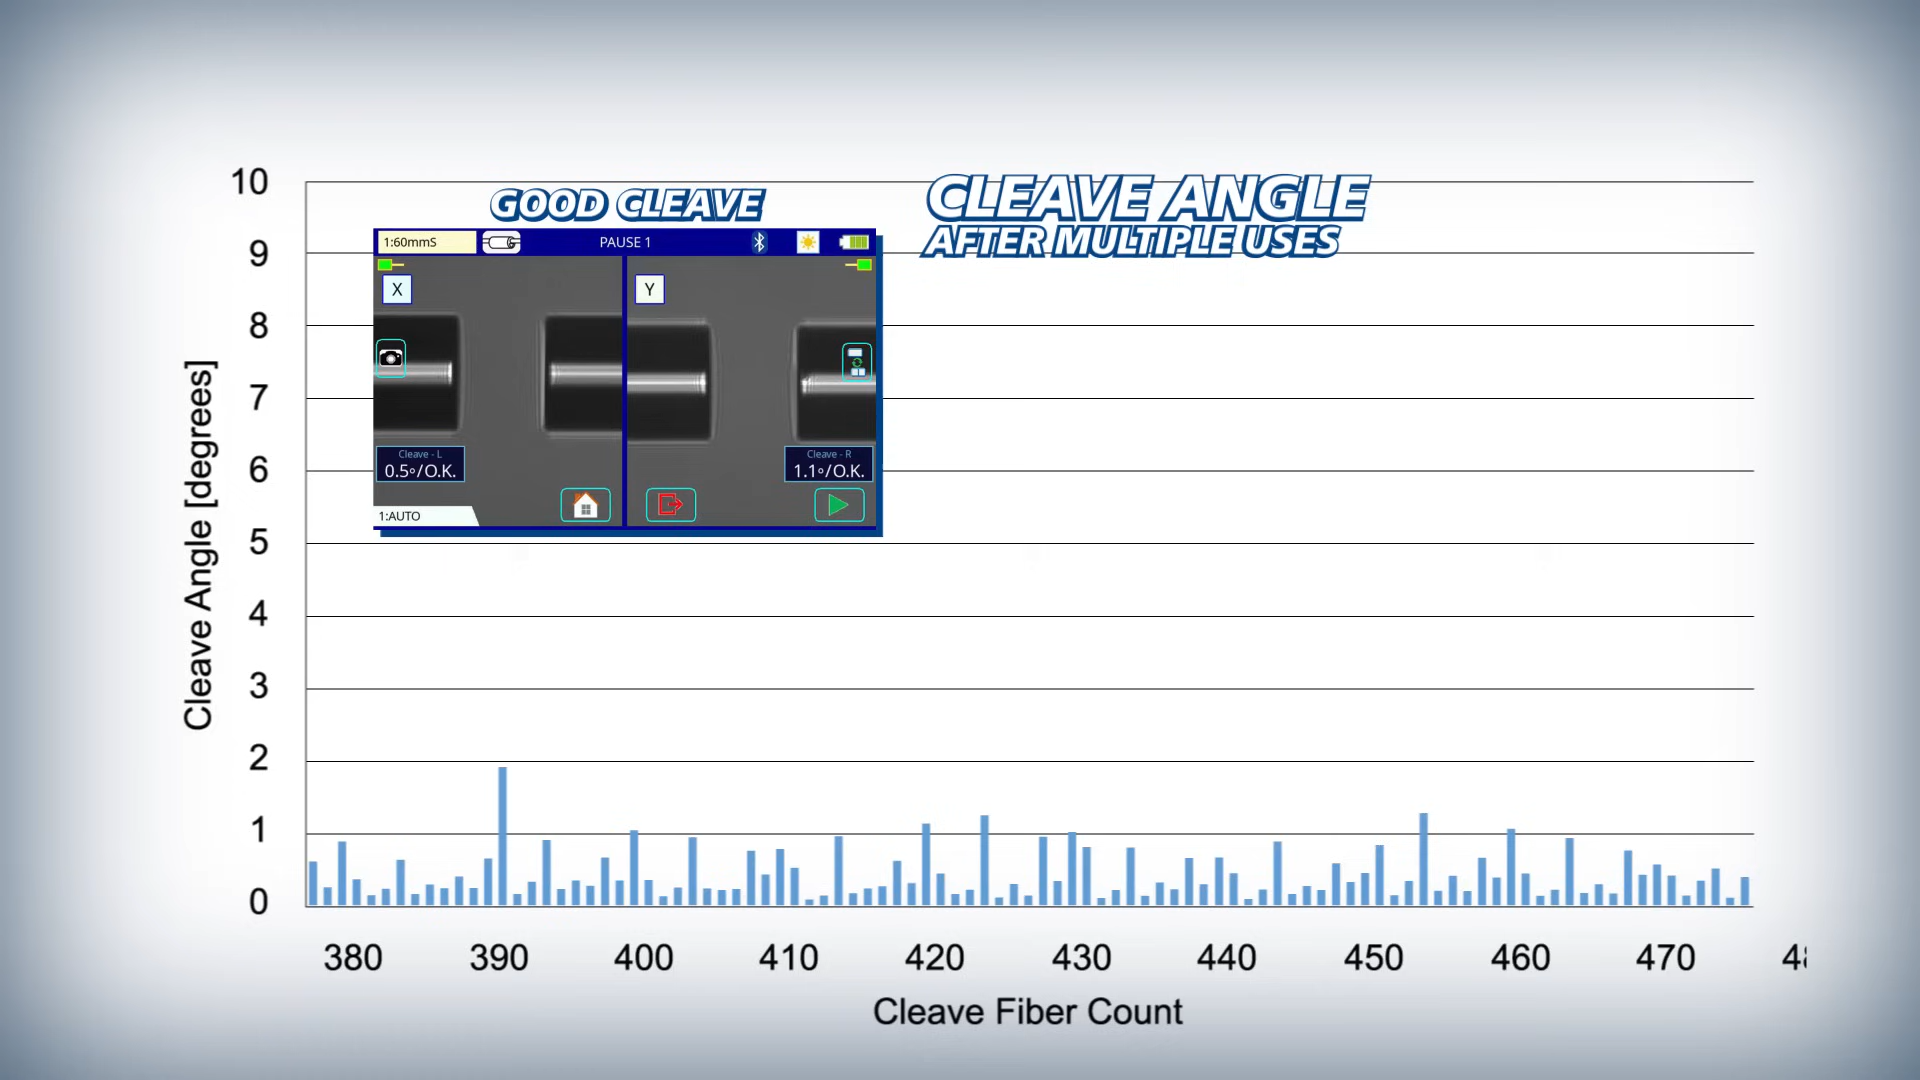 GOOD CLEAVE
CLEAVE ANGLE
AFTER MULTIPLE USES
1:60mmS
PAUSE 1
X
Y
Cleave - L
0.5°/O.K.
Cleave - R
1.1°/O.K.
1:AUTO
Cleave Angle [degrees]
10
9
8
7
6
5
4
3
2
1
0
380 390 400 410 420 430 440 450 460 470
Cleave Fiber Count